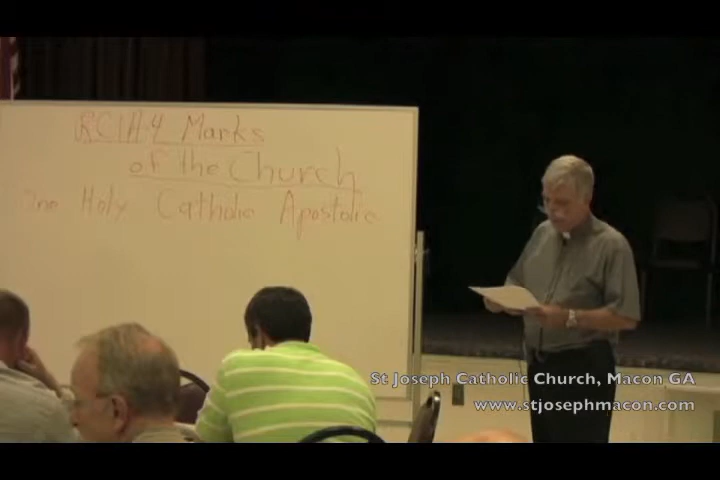 RCIA-4 Marks
of the Church
One Holy Catholic Apostolic
St Joseph Catholic Church, Macon GA
www.stjosephmacon.com